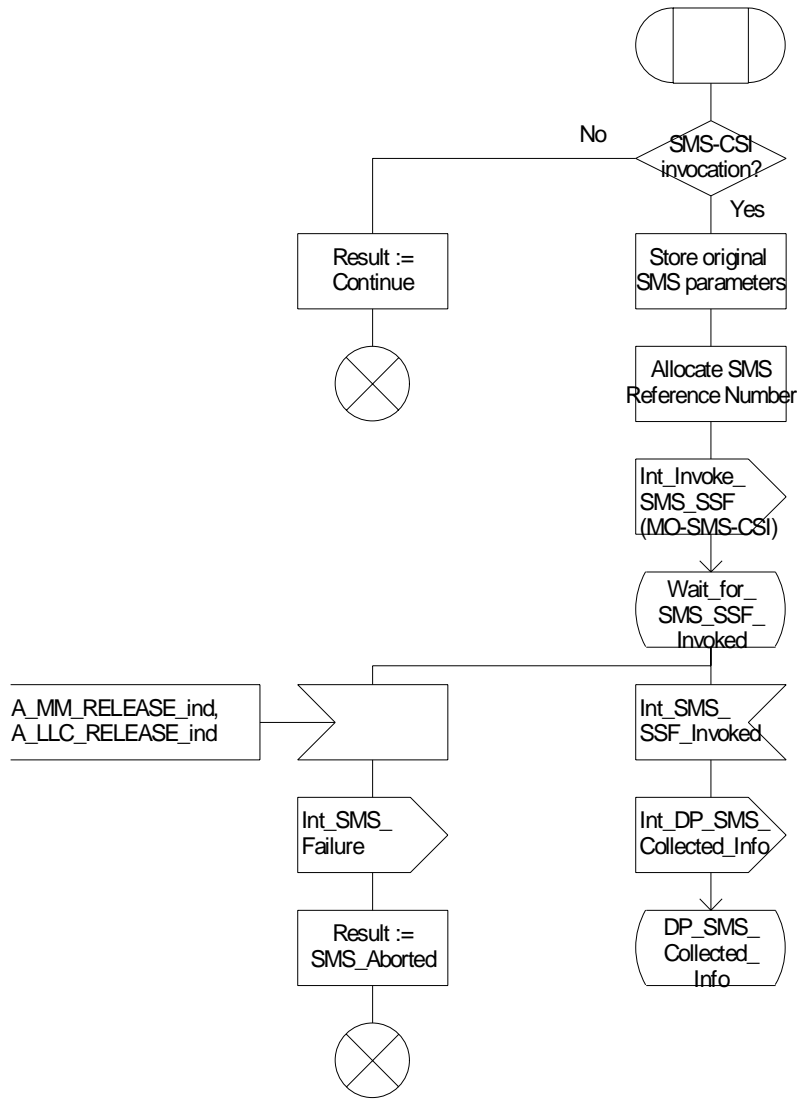 No
SMS-CSI
invocation?
Yes
Result :=
Continue
Store original
SMS parameters
Allocate SMS
Reference Number
Int_Invoke_
SMS_SSF
(MO-SMS-CSI)
Wait_for_
SMS_SSF_
Invoked
A_MM_RELEASE_ind,
A_LLC_RELEASE_ind
Int_SMS_
SSF_Invoked
Int_SMS_
Failure
Int_DP_SMS_
Collected_Info
Result :=
SMS_Aborted
DP_SMS_
Collected_
Info